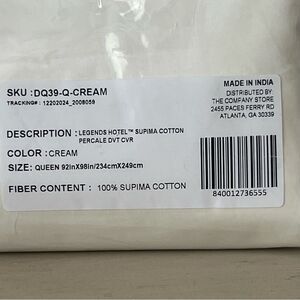 SKU : DQ39-Q-CREAM
TRACKING# : 12202024_2008059
MADE IN INDIA
DISTRIBUTED BY
THE COMPANY STORE
2455 PACES FERRY RD
ATLANTA, GA 30339
DESCRIPTION : LEGENDS HOTEL™ SUPIMA COTTON
PERCALE DVT CVR
COLOR : CREAM
SIZE: QUEEN 92inX98in/234cmX249cm
FIBER CONTENT : 100% SUPIMA COTTON
840012736555